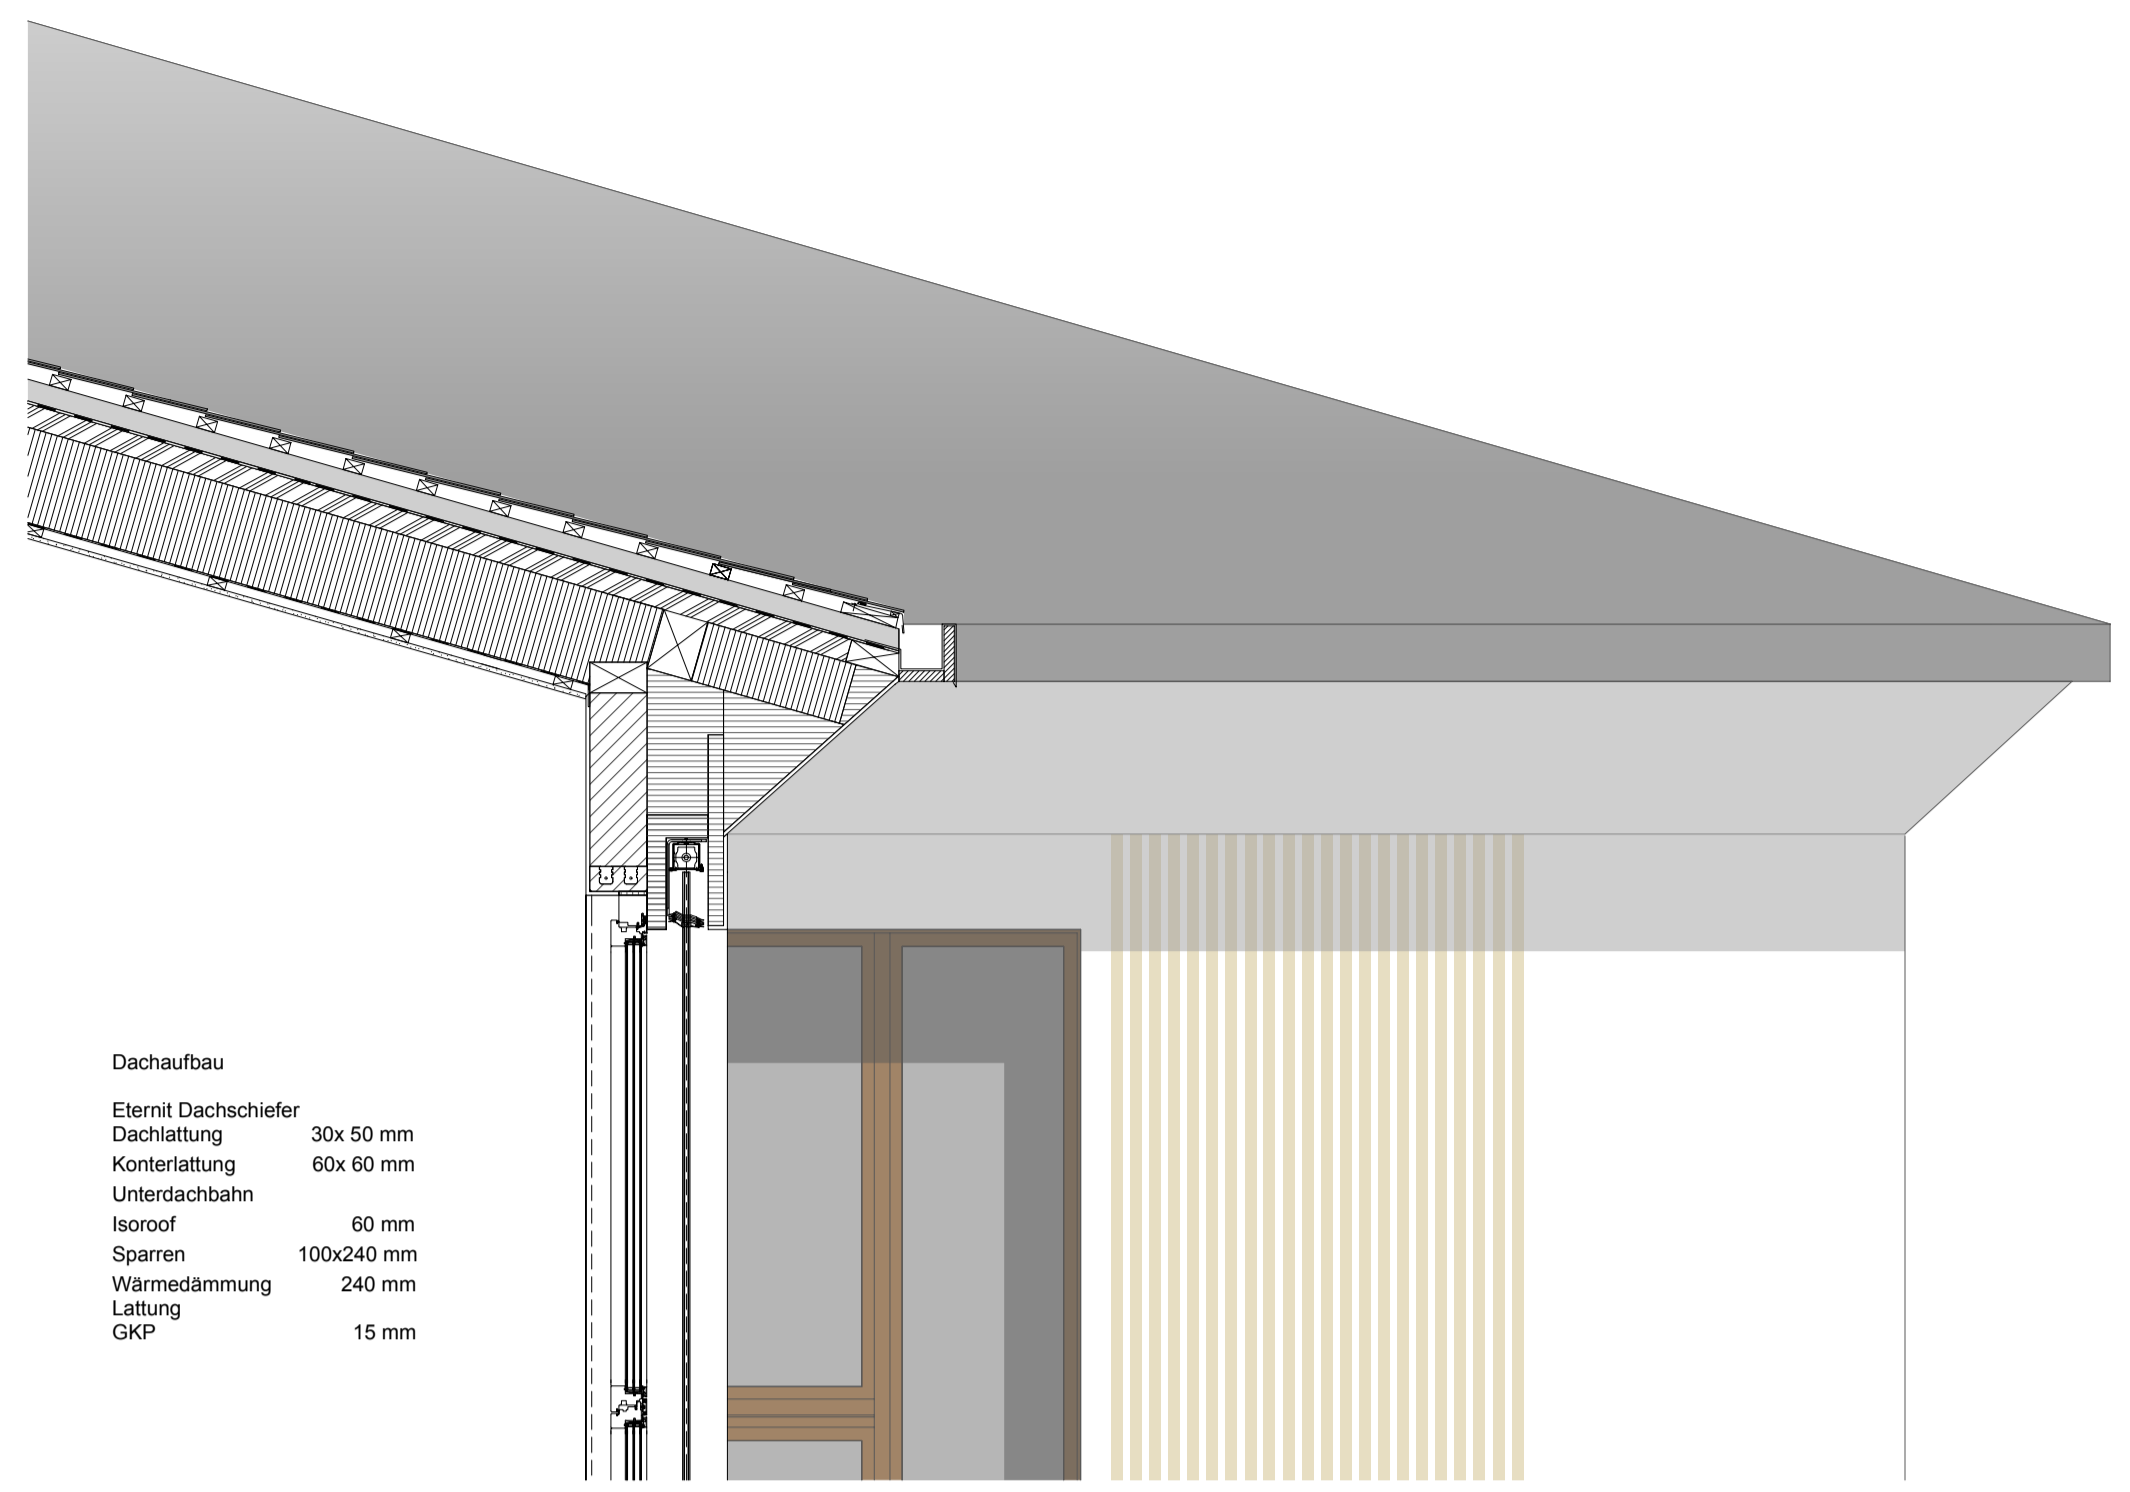 Dachaufbau
Eternit Dachschiefer
Dachlattung 30x 50 mm
Konterlattung 60x 60 mm
Unterdachbahn
Isoroof 60 mm
Sparren 100x240 mm
Wärmedämmung 240 mm
Lattung
GKP 15 mm